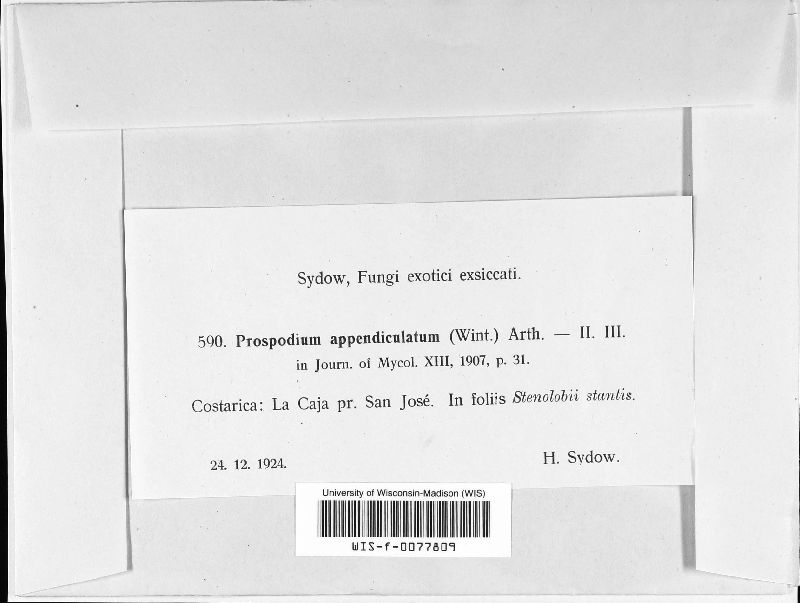 Sydow, Fungi exotici exsiccati.
590. Prospodium appendiculatum (Wint.) Arth. — II. III.
in Journ. of Mycol. XIII, 1907, p. 31.
Costarica: La Caja pr. San José. In foliis Stenolobii stantis.
24. 12. 1924.
H. Sydow.
University of Wisconsin-Madison (WIS)
WIS-f-0077809